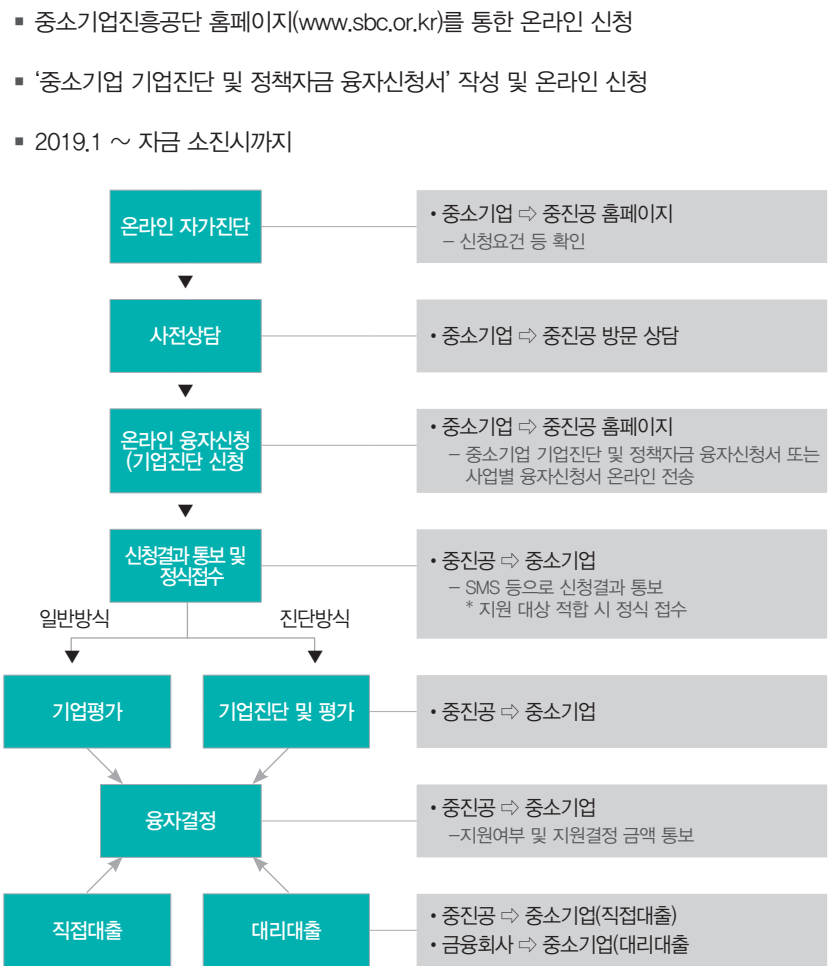 ▪ 중소기업진흥공단 홈페이지(www.sbc.or.kr)를 통한 온라인 신청
▪ ‘중소기업 기업진단 및 정책자금 융자신청서’ 작성 및 온라인 신청
▪ 2019.1 ～ 자금 소진시까지
온라인 자가진단
• 중소기업 ⇨ 중진공 홈페이지
– 신청요건 등 확인
▼
사전상담
• 중소기업 ⇨ 중진공 방문 상담
▼
온라인 융자신청
(기업진단 신청
• 중소기업 ⇨ 중진공 홈페이지
– 중소기업 기업진단 및 정책자금 융자신청서 또는
사업별 융자신청서 온라인 전송
▼
신청결과 통보 및
정식접수
• 중진공 ⇨ 중소기업
– SMS 등으로 신청결과 통보
* 지원 대상 적합 시 정식 접수
일반방식
진단방식
▼ ▼
기업평가
기업진단 및 평가
• 중진공 ⇨ 중소기업
융자결정
• 중진공 ⇨ 중소기업
–지원여부 및 지원결정 금액 통보
직접대출
대리대출
• 중진공 ⇨ 중소기업(직접대출)
• 금융회사 ⇨ 중소기업(대리대출